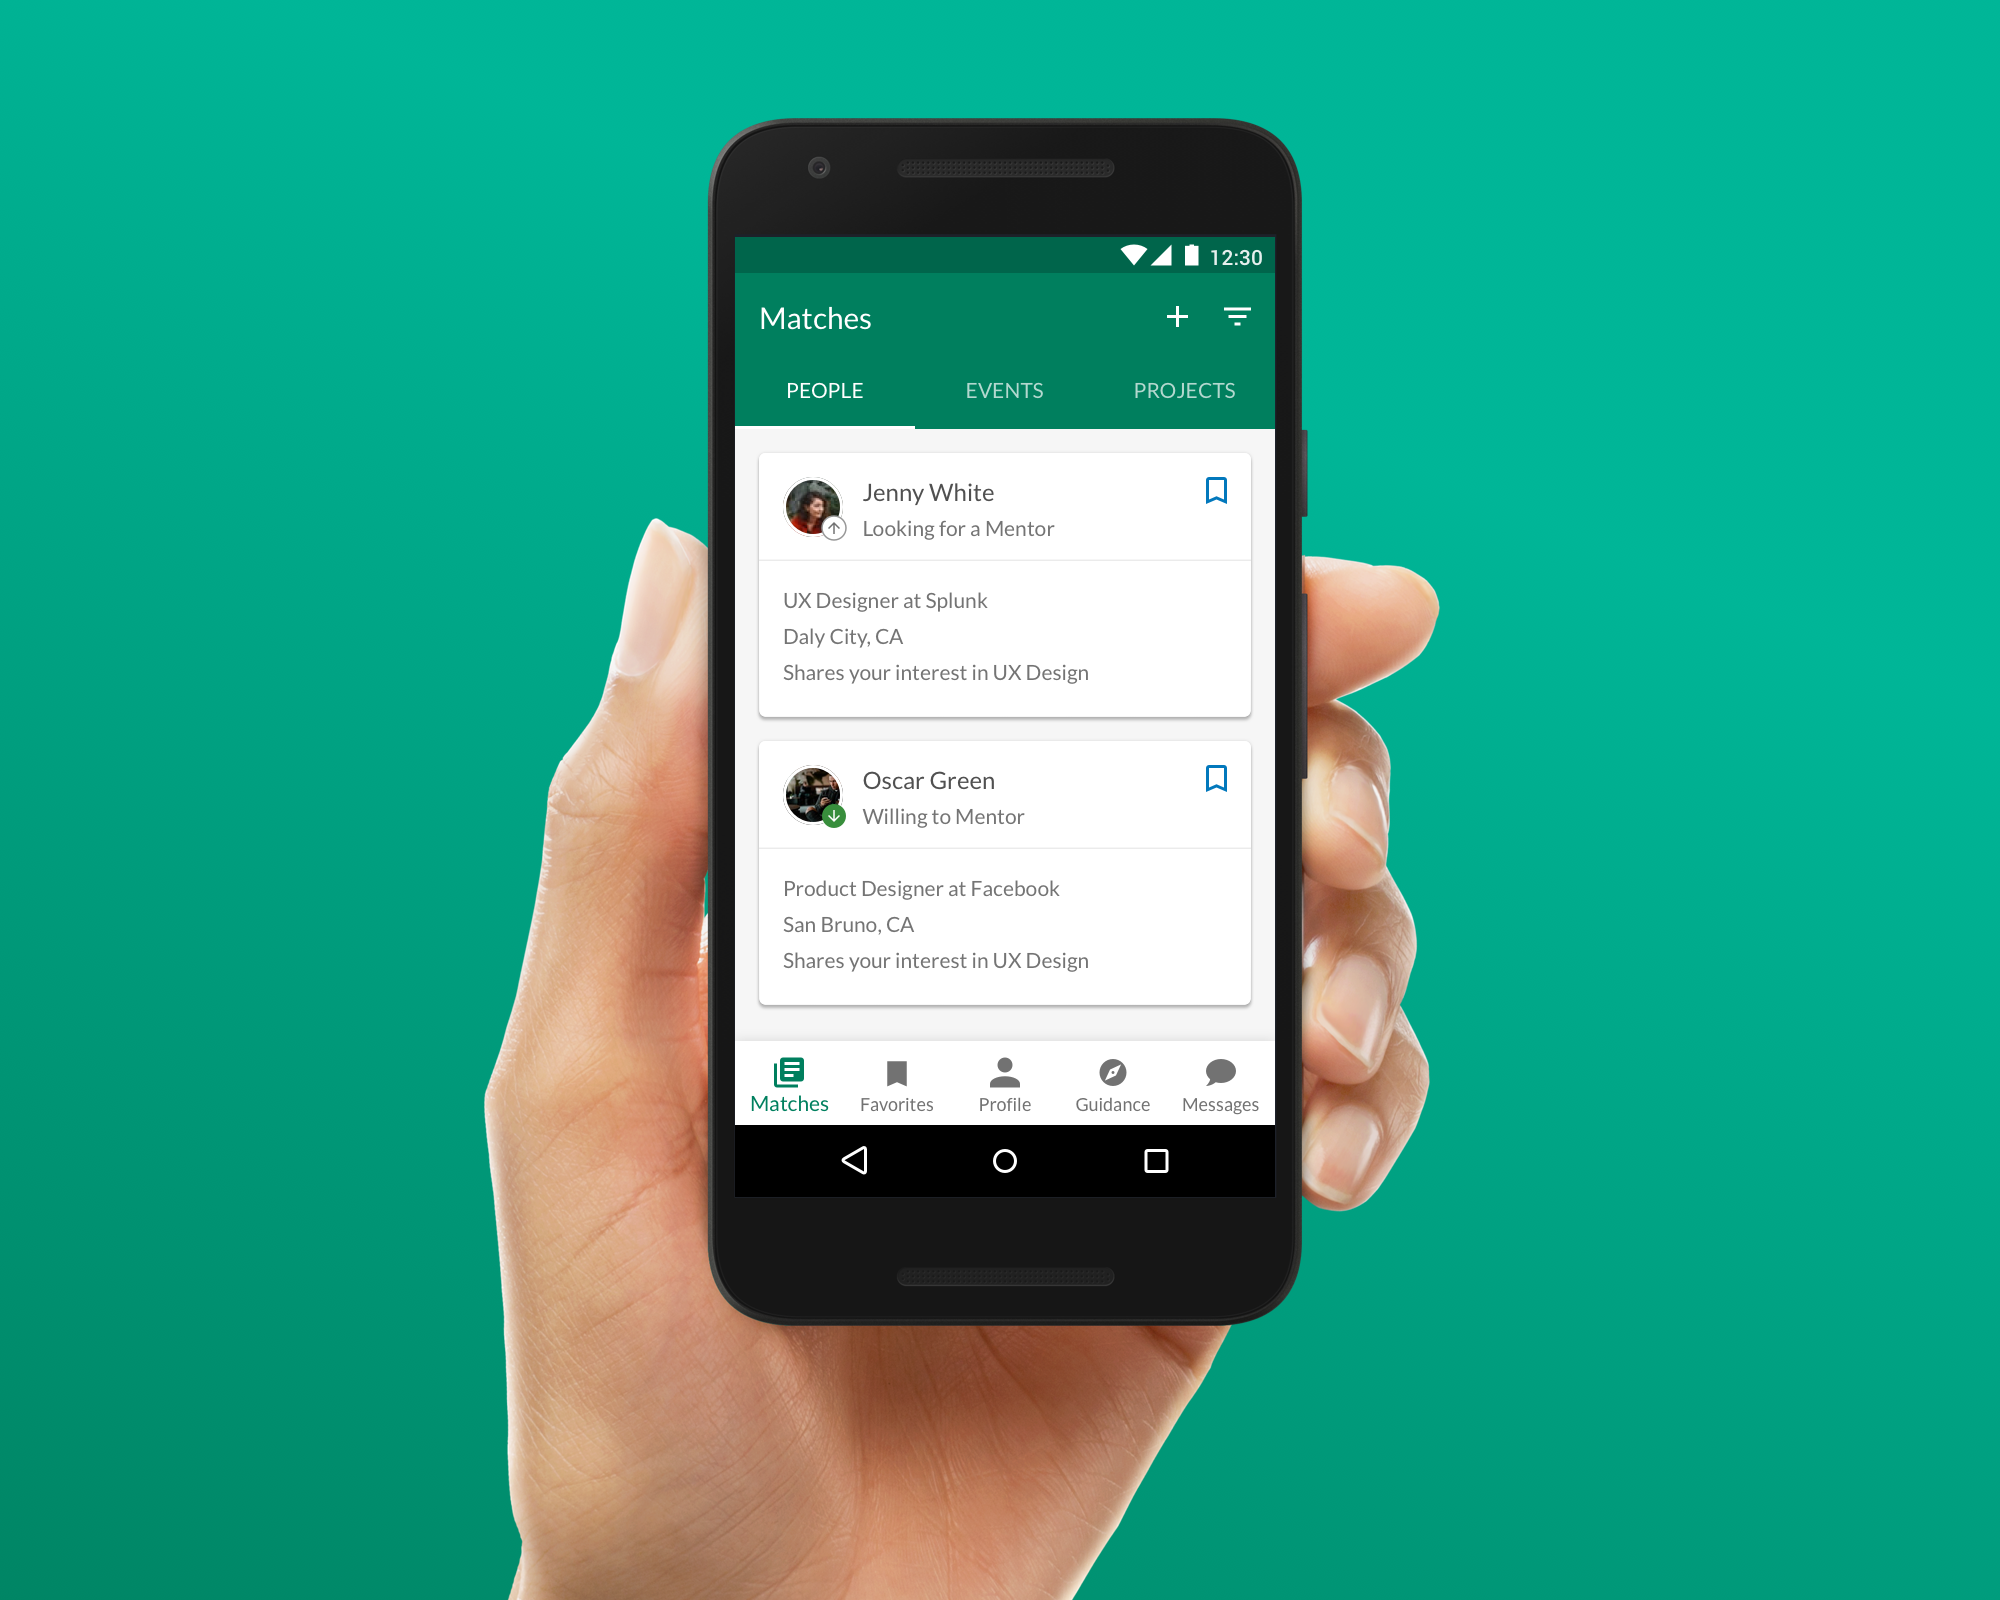 12:30
Matches
PEOPLE EVENTS PROJECTS
Jenny White
Looking for a Mentor
UX Designer at Splunk
Daly City, CA
Shares your interest in UX Design
Oscar Green
Willing to Mentor
Product Designer at Facebook
San Bruno, CA
Shares your interest in UX Design
Matches Favorites Profile Guidance Messages